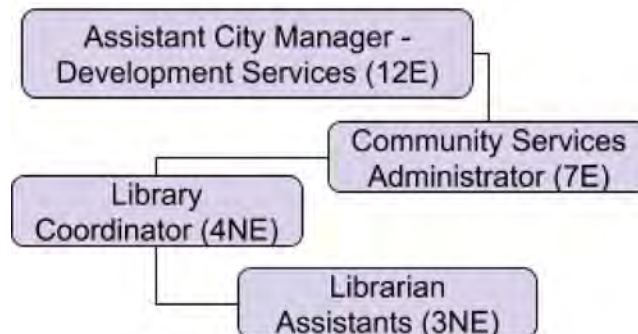 Assistant City Manager -
Development Services (12E)
Community Services
Administrator (7E)
Library
Coordinator (4NE)
Librarian
Assistants (3NE)